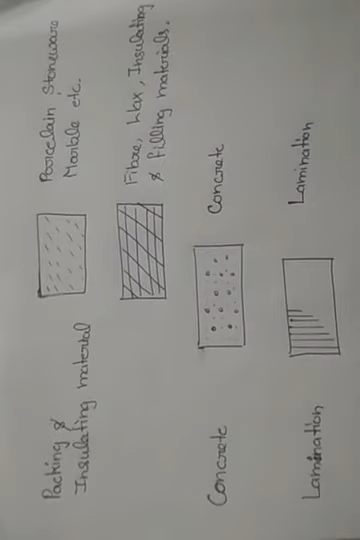 Porcelain, Stoneware
Marble etc.
Packing &
Insulating material
Fibre, Wax, Insulating
& filling materials.
Concrete
Concrete
Lamination
Lamination